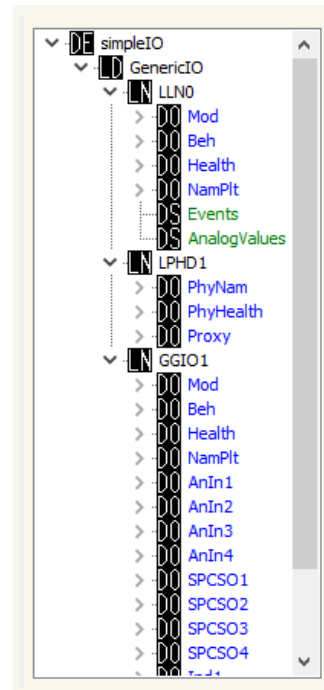 DE simpleIO
LD GenericIO
LN LLN0
DO Mod
DO Beh
DO Health
DO NamPlt
DS Events
DS AnalogValues
LN LPHD1
DO PhyNam
DO PhyHealth
DO Proxy
LN GGIO1
DO Mod
DO Beh
DO Health
DO NamPlt
DO AnIn1
DO AnIn2
DO AnIn3
DO AnIn4
DO SPCSO1
DO SPCSO2
DO SPCSO3
DO SPCSO4
DO Ind1